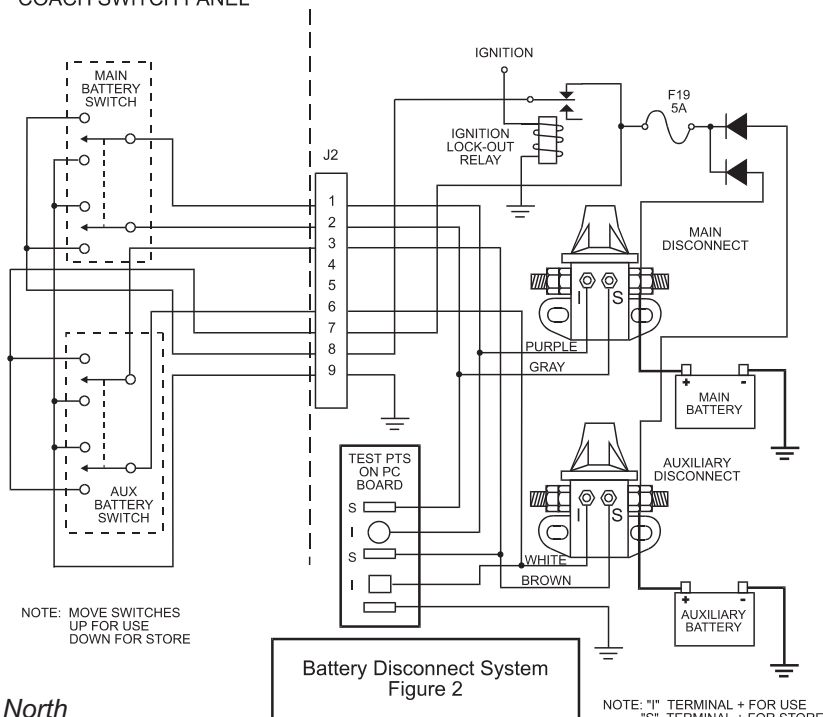 COACH SWITCH PANEL
MAIN
BATTERY
SWITCH
IGNITION
F19
5A
IGNITION
LOCK-OUT
RELAY
J2
1
2
3
4
5
6
7
8
9
MAIN
DISCONNECT
I
S
PURPLE
GRAY
+
-
MAIN
BATTERY
TEST PTS
ON PC
BOARD
S
I
S
I
AUXILIARY
DISCONNECT
I
S
WHITE
BROWN
AUX
BATTERY
SWITCH
+
-
AUXILIARY
BATTERY
NOTE: MOVE SWITCHES
UP FOR USE
DOWN FOR STORE
Battery Disconnect System
Figure 2
North
NOTE: "I" TERMINAL + FOR USE
"S" TERMINAL + FOR STORE